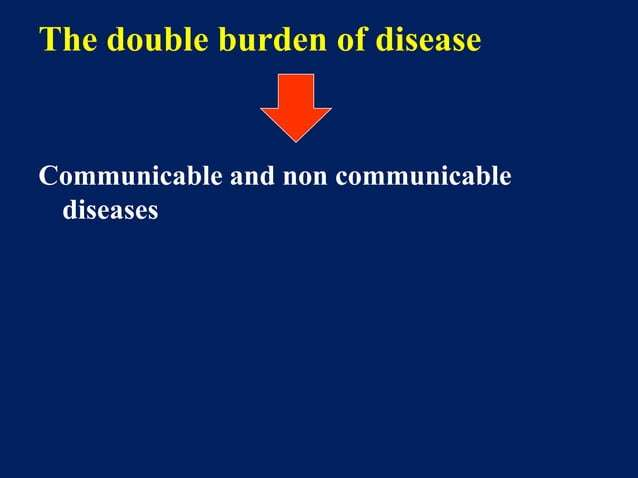 The double burden of disease
Communicable and non communicable
diseases